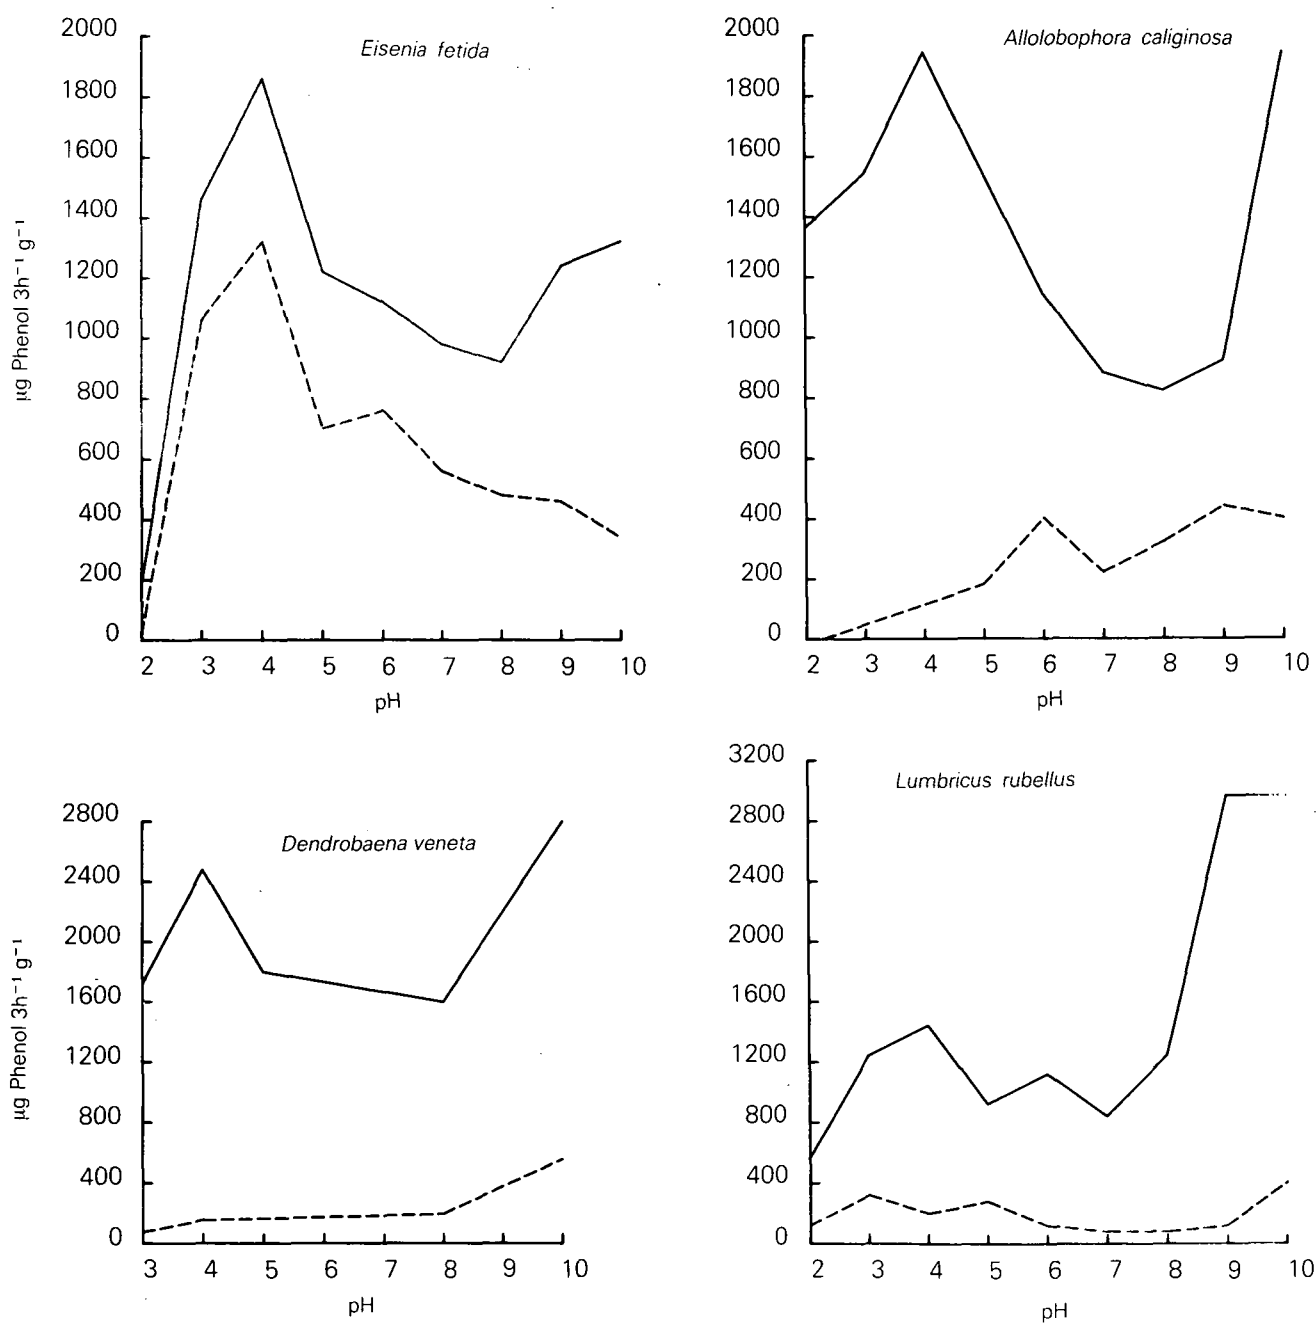 Eisenia fetida
2000
1800
1600
1400
1200
1000
800
600
400
200
0
µg Phenol 3h⁻¹ g⁻¹
2 3 4 5 6 7 8 9 10
pH
Allolobophora caliginosa
2000
1800
1600
1400
1200
1000
800
600
400
200
0
2 3 4 5 6 7 8 9 10
pH
Dendrobaena veneta
2800
2400
2000
1600
1200
800
400
0
µg Phenol 3h⁻¹ g⁻¹
3 4 5 6 7 8 9 10
pH
Lumbricus rubellus
3200
2800
2400
2000
1600
1200
800
400
0
2 3 4 5 6 7 8 9 10
pH